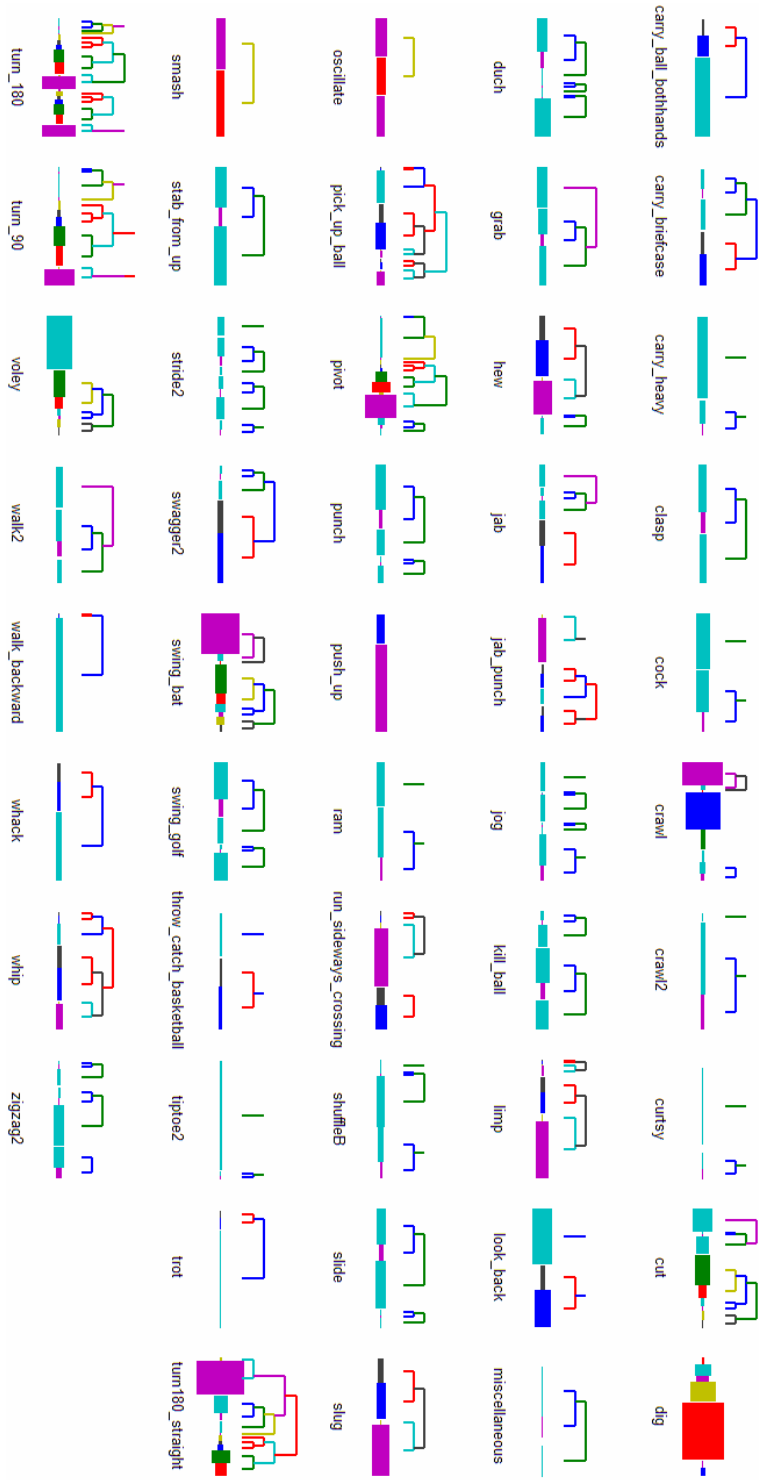 carry_ball_bothhands
carry_briefcase
carry_heavy
clasp
cock
crawl
crawl2
curtsy
cut
dig
duch
grab
hew
jab
jab_punch
jog
kill_ball
limp
look_back
miscellaneous
oscillate
pick_up_ball
pivot
punch
push_up
ram
run_sideways_crossing
shuffleB
slide
slug
smash
stab_from_up
stride2
swagger2
swing_bat
swing_golf
throw_catch_basketball
tiptoe2
trot
turn180_straight
turn_180
turn_90
voley
walk2
walk_backward
whack
whip
zigzag2